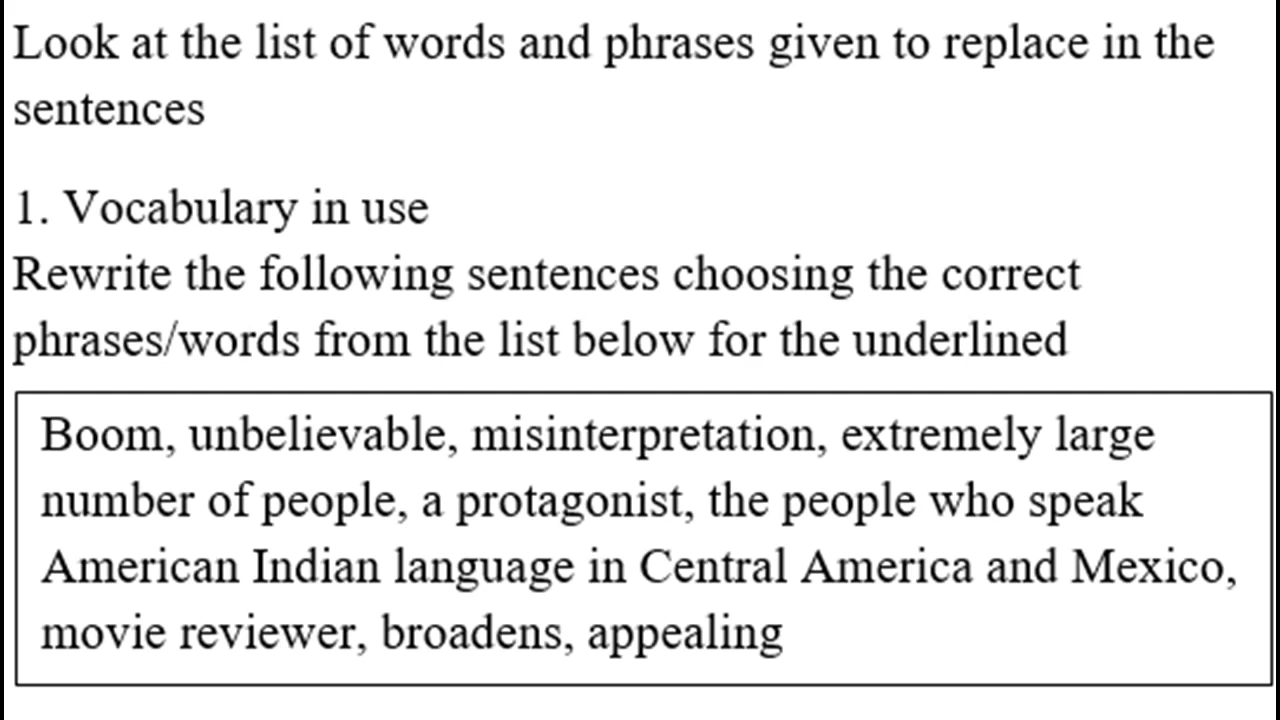 Look at the list of words and phrases given to replace in the
sentences
1. Vocabulary in use
Rewrite the following sentences choosing the correct
phrases/words from the list below for the underlined
Boom, unbelievable, misinterpretation, extremely large
number of people, a protagonist, the people who speak
American Indian language in Central America and Mexico,
movie reviewer, broadens, appealing